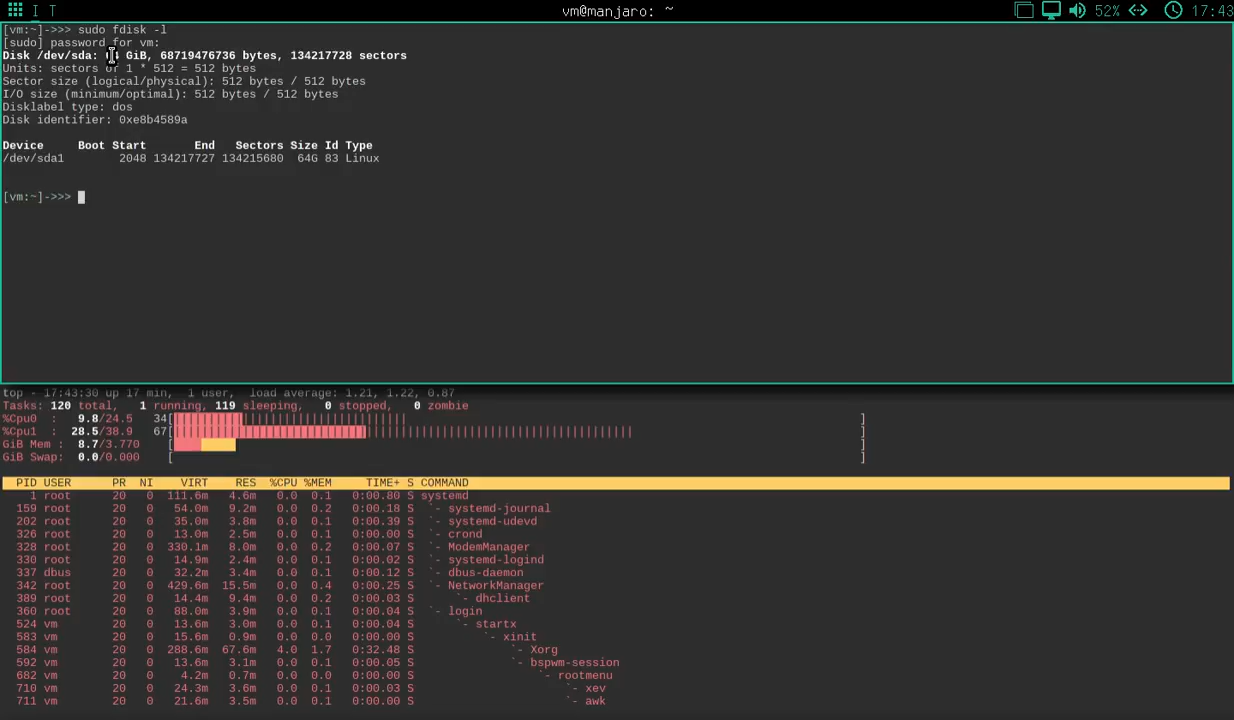 I T vm@manjaro: ~ 52% 17:43
[vm:~]->>> sudo fdisk -l
[sudo] password for vm:
Disk /dev/sda: GiB, 68719476736 bytes, 134217728 sectors
Units: sectors of 1 * 512 = 512 bytes
Sector size (logical/physical): 512 bytes / 512 bytes
I/O size (minimum/optimal): 512 bytes / 512 bytes
Disklabel type: dos
Disk identifier: 0xe8b4589a
Device Boot Start End Sectors Size Id Type
/dev/sda1 2048 134217727 134215680 64G 83 Linux
[vm:~]->>>
top - 17:43:30 up 17 min, 1 user, load average: 1.21, 1.22, 0.87
Tasks: 120 total, 1 running, 119 sleeping, 0 stopped, 0 zombie
%Cpu0 : 9.8/24.5 34[ ]
%Cpu1 : 28.5/38.9 67[ ]
GiB Mem : 8.7/3.770 [ ]
GiB Swap: 0.0/0.000 [ ]
PID USER PR NI VIRT RES %CPU %MEM TIME+ S COMMAND
1 root 20 0 111.6m 4.6m 0.0 0.1 0:00.80 S systemd
159 root 20 0 54.0m 9.2m 0.0 0.2 0:00.18 S `- systemd-journal
202 root 20 0 35.0m 3.8m 0.0 0.1 0:00.39 S `- systemd-udevd
326 root 20 0 13.0m 2.5m 0.0 0.1 0:00.00 S `- crond
328 root 20 0 330.1m 8.0m 0.0 0.2 0:00.07 S `- ModemManager
330 root 20 0 14.9m 2.4m 0.0 0.1 0:00.02 S `- systemd-logind
337 dbus 20 0 32.2m 3.4m 0.0 0.1 0:00.12 S `- dbus-daemon
342 root 20 0 429.6m 15.5m 0.0 0.4 0:00.25 S `- NetworkManager
389 root 20 0 14.4m 9.4m 0.0 0.2 0:00.03 S `- dhclient
360 root 20 0 88.0m 3.9m 0.0 0.1 0:00.04 S `- login
524 vm 20 0 13.6m 3.0m 0.0 0.1 0:00.04 S `- startx
583 vm 20 0 15.6m 0.9m 0.0 0.0 0:00.00 S `- xinit
584 vm 20 0 288.6m 67.6m 4.0 1.7 0:32.48 S `- Xorg
592 vm 20 0 13.6m 3.1m 0.0 0.1 0:00.05 S `- bspwm-session
682 vm 20 0 4.2m 0.7m 0.0 0.0 0:00.00 S `- rootmenu
710 vm 20 0 24.3m 3.6m 0.0 0.1 0:00.03 S `- xev
711 vm 20 0 21.6m 3.5m 0.0 0.1 0:00.00 S `- awk